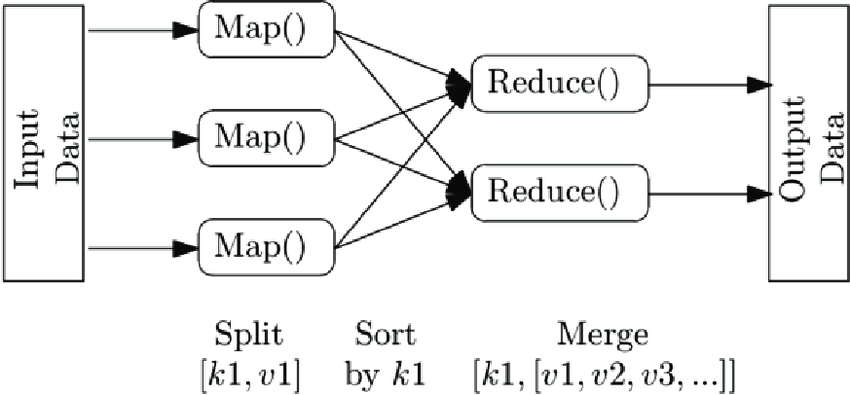 Input
Data
Map()
Map()
Map()
Reduce()
Reduce()
Output
Data
Split
[k1, v1]
Sort
by k1
Merge
[k1, [v1, v2, v3, ...]]